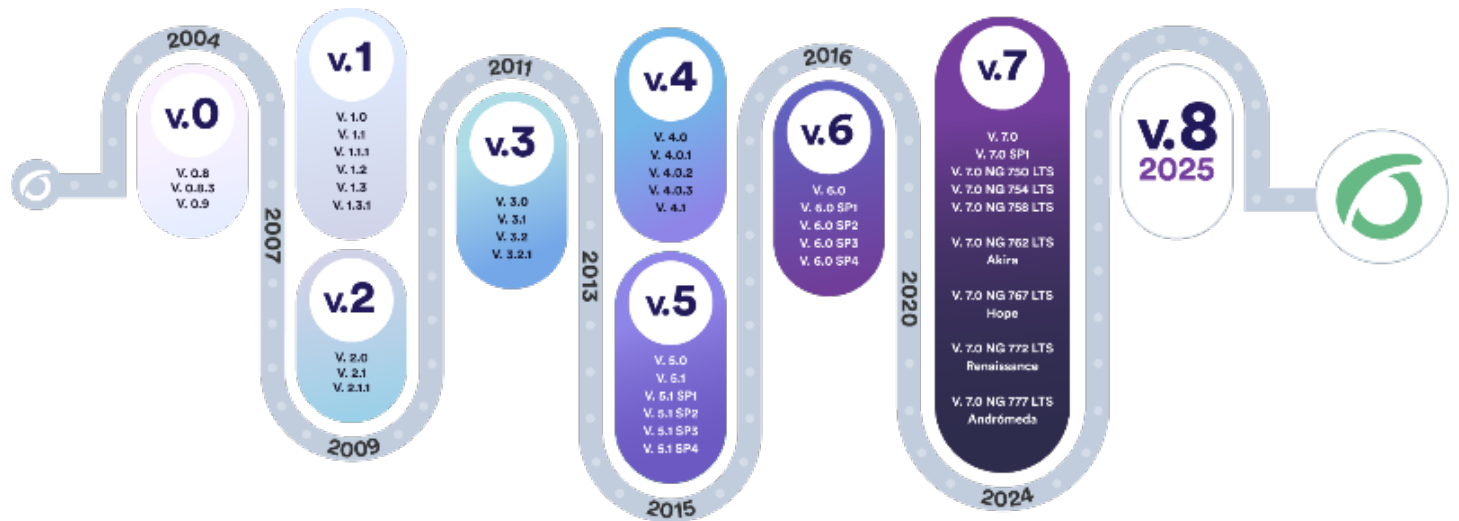 2004
v.0
V. 0.8
V. 0.8.3
V. 0.9
2007
v.1
V. 1.0
V. 1.1
V. 1.1.1
V. 1.2
V. 1.3
V. 1.3.1
v.2
V. 2.0
V. 2.1
V. 2.1.1
2009
2011
v.3
V. 3.0
V. 3.1
V. 3.2
V. 3.2.1
2013
v.4
V. 4.0
V. 4.0.1
V. 4.0.2
V. 4.0.3
V. 4.1
v.5
V. 5.0
V. 5.1
V. 5.1 SP1
V. 5.1 SP2
V. 5.1 SP3
V. 5.1 SP4
2015
2016
v.6
V. 6.0
V. 6.0 SP1
V. 6.0 SP2
V. 6.0 SP3
V. 6.0 SP4
2020
v.7
V. 7.0
V. 7.0 SP1
V. 7.0 NG 750 LTS
V. 7.0 NG 754 LTS
V. 7.0 NG 758 LTS
V. 7.0 NG 762 LTS
Akira
V. 7.0 NG 767 LTS
Hope
V. 7.0 NG 772 LTS
Renaissance
V. 7.0 NG 777 LTS
Andrómeda
2024
v.8
2025